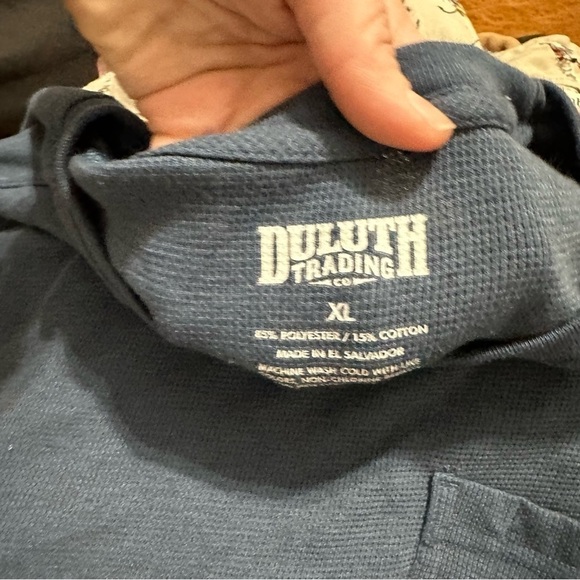 DULUTH
TRADING
CO
XL
85% POLYESTER / 15% COTTON
MADE IN EL SALVADOR
MACHINE WASH COLD WITH LIKE
NON-CHLORINE